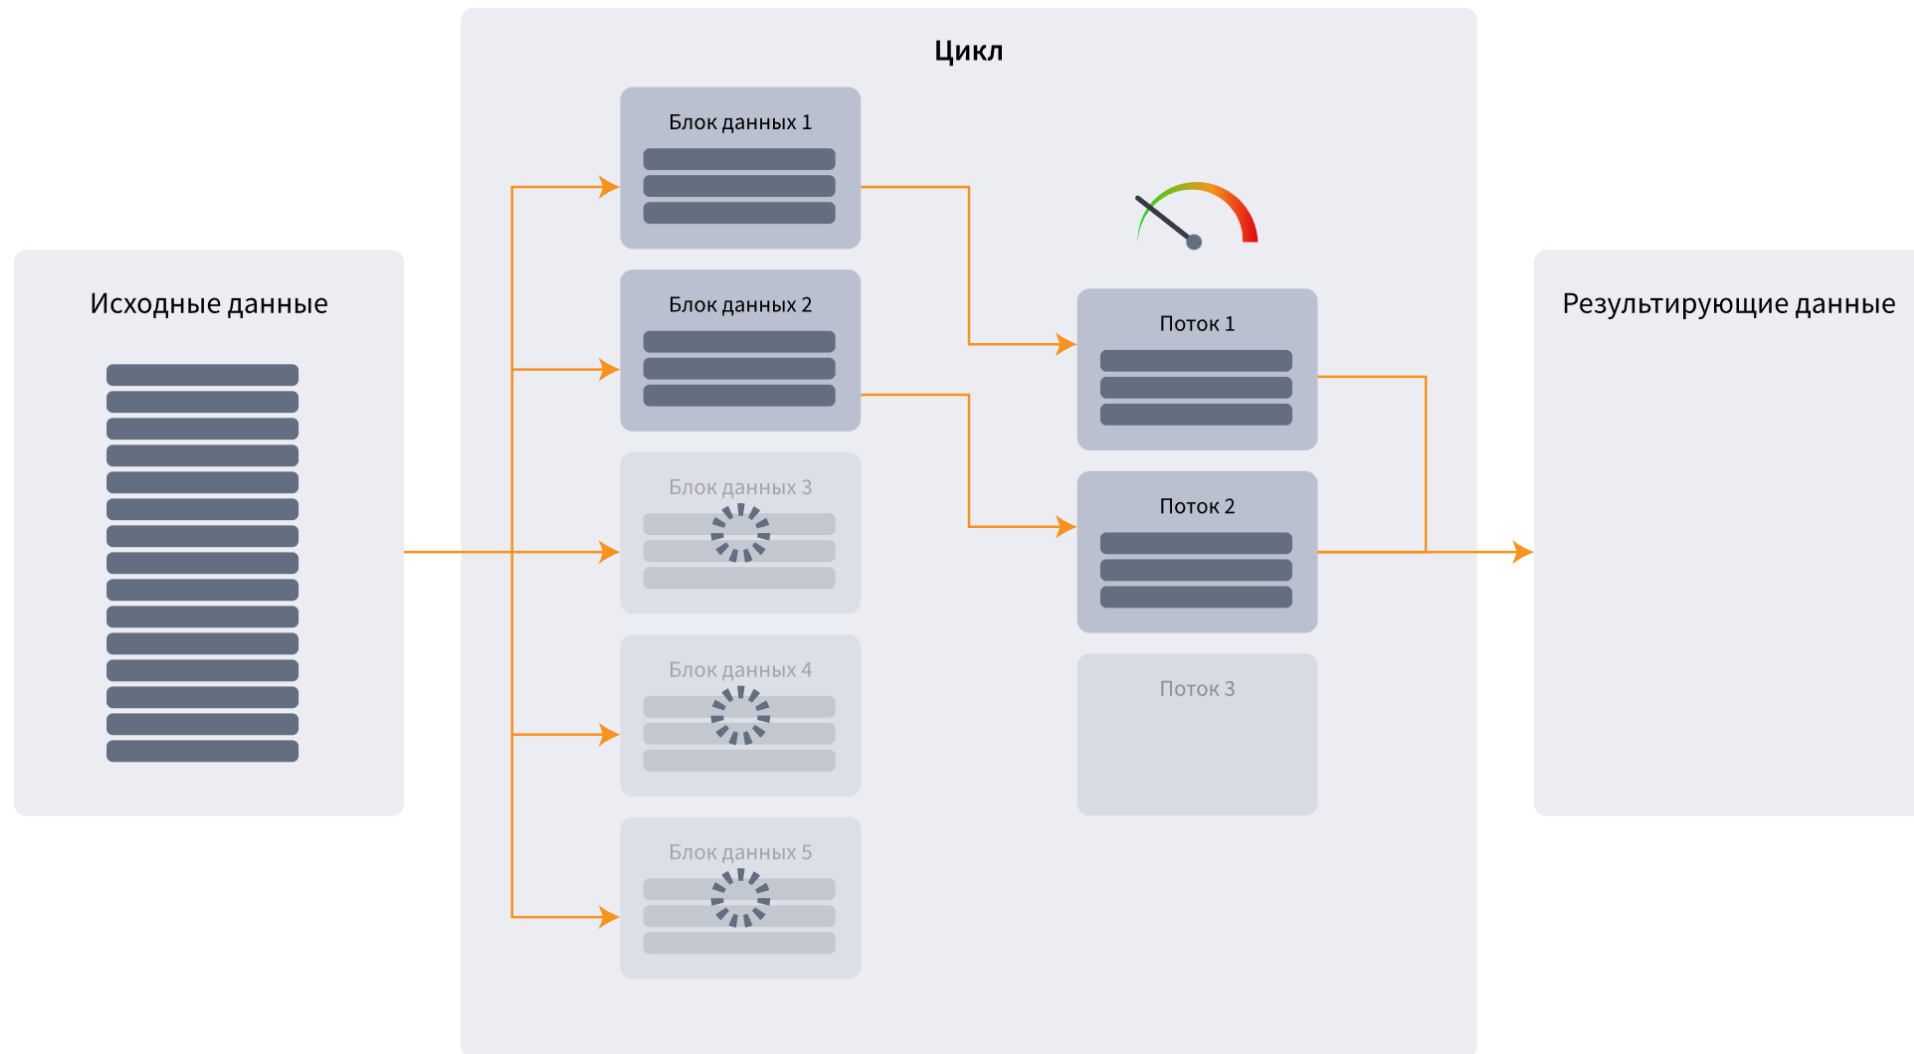 Цикл
Блок данных 1
Исходные данные
Блок данных 2
Поток 1
Результирующие данные
Блок данных 3
Поток 2
Блок данных 4
Поток 3
Блок данных 5